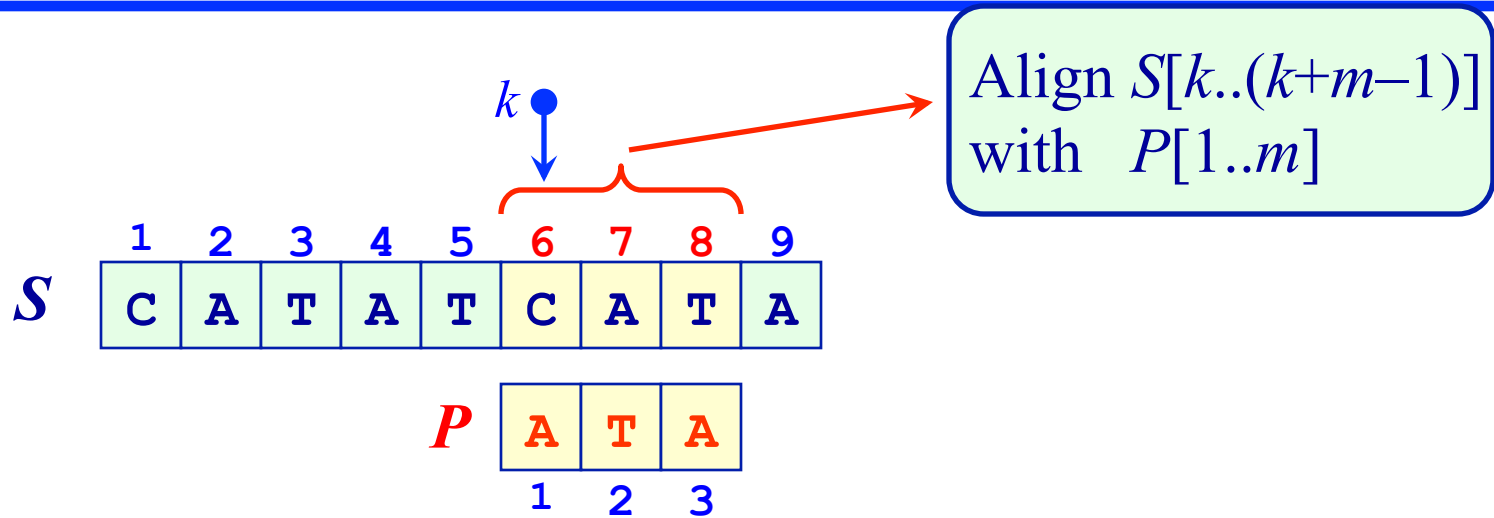 Align S[k..(k+m–1)]
with P[1..m]
k
1 2 3 4 5 6 7 8 9
S C A T A T C A T A
P A T A
1 2 3